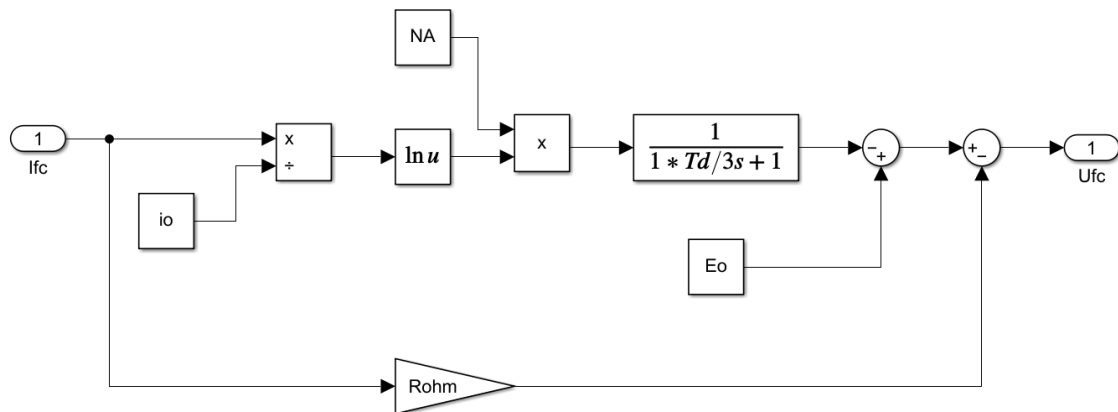 NA
1
Ifc
x
÷
ln u
x
1
1 * Td/3s + 1
−
+
+
−
1
Ufc
io
Eo
Rohm